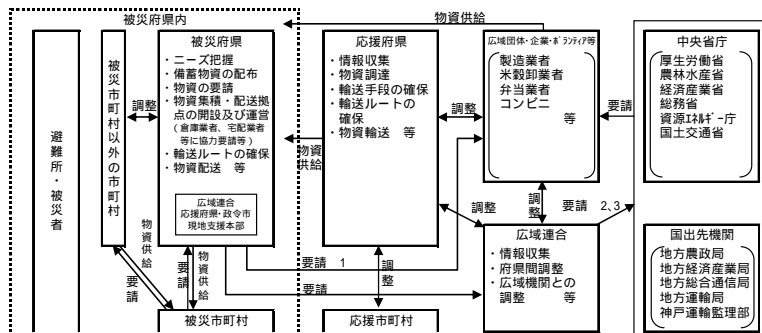 被災府県内
物資供給
避難所・被災者
被災市町村以外の市町村
調整
被災府県
・ニーズ把握
・備蓄物資の配布
・物資の要請
・物資集積・配送拠
点の開設及び運営
(倉庫業者、宅配業者
等に協力要請等)
・輸送ルートの確保
・物資配送 等
広域連合
応援府県・政令市
現地支援本部
物資供給
要請
要請
物資供給
被災市町村
物資
供給
応援府県
・情報収集
・物資調達
・輸送手段の確保
・輸送ルートの
確保
・物資輸送 等
調整
調整
要請 1
要請
調整
応援市町村
広域団体・企業・ボランティア等
製造業者
米穀卸業者
弁当業者
コンビニ
等
調整
要請 2、3
広域連合
・情報収集
・府県間調整
・広域機関との
調整 等
要請
中央省庁
厚生労働省
農林水産省
経済産業省
総務省
資源エネルギー庁
国土交通省
国出先機関
地方農政局
地方経済産業局
地方総合通信局
地方運輸局
神戸運輸監理部